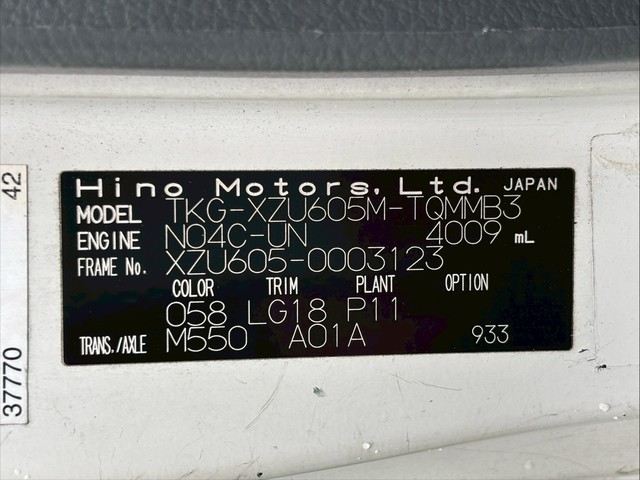 Hino Motors, Ltd. JAPAN
MODEL TKG-XZU605M-TQMMB3
ENGINE N04C-UN 4009 mL
FRAME No. XZU605-0003123
COLOR TRIM PLANT OPTION
058 LG18 P11
TRANS./AXLE M550 A01A 933
37770 42